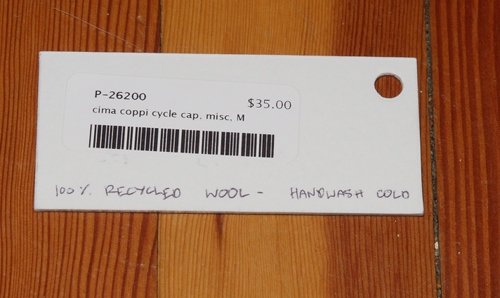 P-26200
$35.00
cima coppi cycle cap, misc, M
100% RECYCLED WOOL - HANDWASH COLD